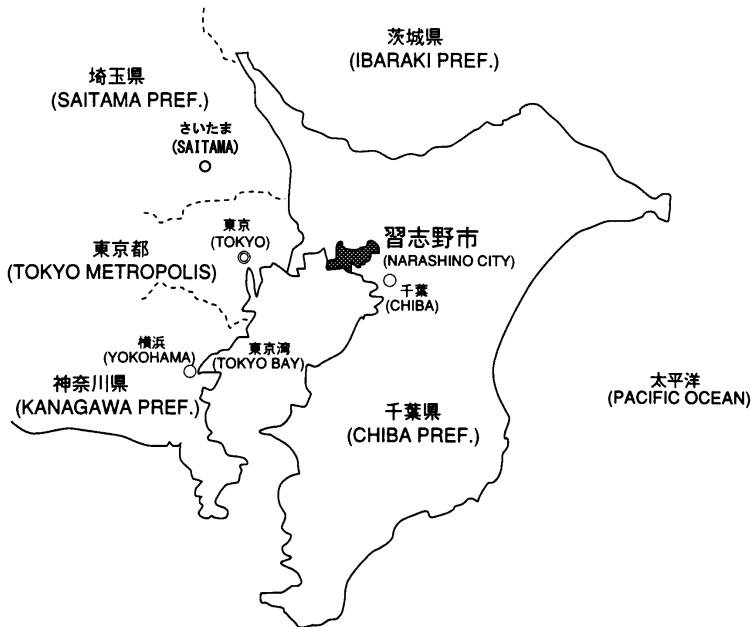 茨城県
(IBARAKI PREF.)
埼玉県
(SAITAMA PREF.)
さいたま
(SAITAMA)
東京
(TOKYO)
習志野市
(NARASHINO CITY)
東京都
(TOKYO METROPOLIS)
千葉
(CHIBA)
横浜
(YOKOHAMA)
東京湾
(TOKYO BAY)
神奈川県
(KANAGAWA PREF.)
千葉県
(CHIBA PREF.)
太平洋
(PACIFIC OCEAN)